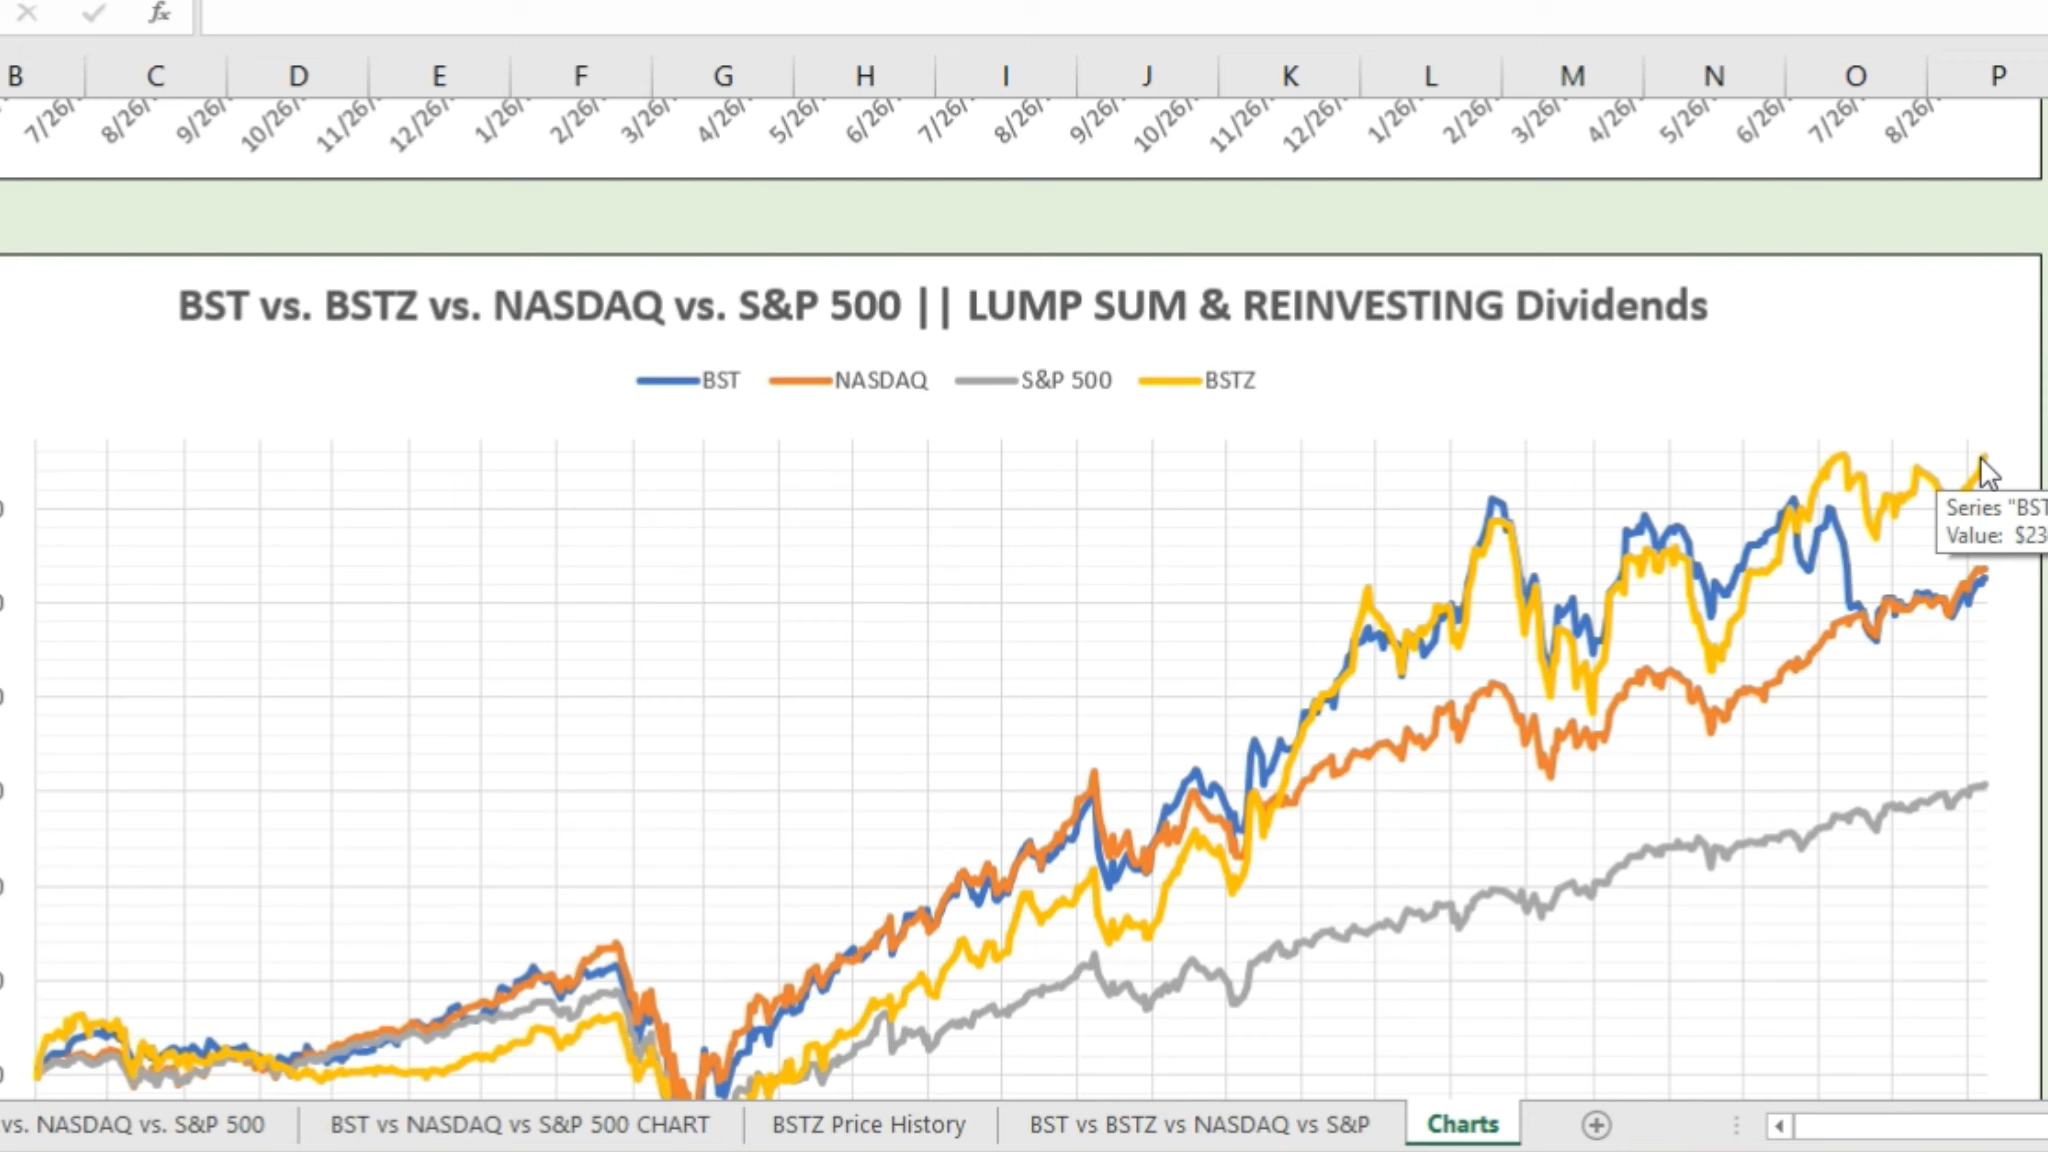 fx
B C D E F G H I J K L M N O P
7/26/ 8/26/ 9/26/ 10/26/ 11/26/ 12/26/ 1/26/ 2/26/ 3/26/ 4/26/ 5/26/ 6/26/ 7/26/ 8/26/ 9/26/ 10/26/ 11/26/ 12/26/ 1/26/ 2/26/ 3/26/ 4/26/ 5/26/ 6/26/ 7/26/ 8/26/
BST vs. BSTZ vs. NASDAQ vs. S&P 500 || LUMP SUM & REINVESTING Dividends
BST NASDAQ S&P 500 BSTZ
Series "BST
Value: $23
vs. NASDAQ vs. S&P 500 BST vs NASDAQ vs S&P 500 CHART BSTZ Price History BST vs BSTZ vs NASDAQ vs S&P Charts